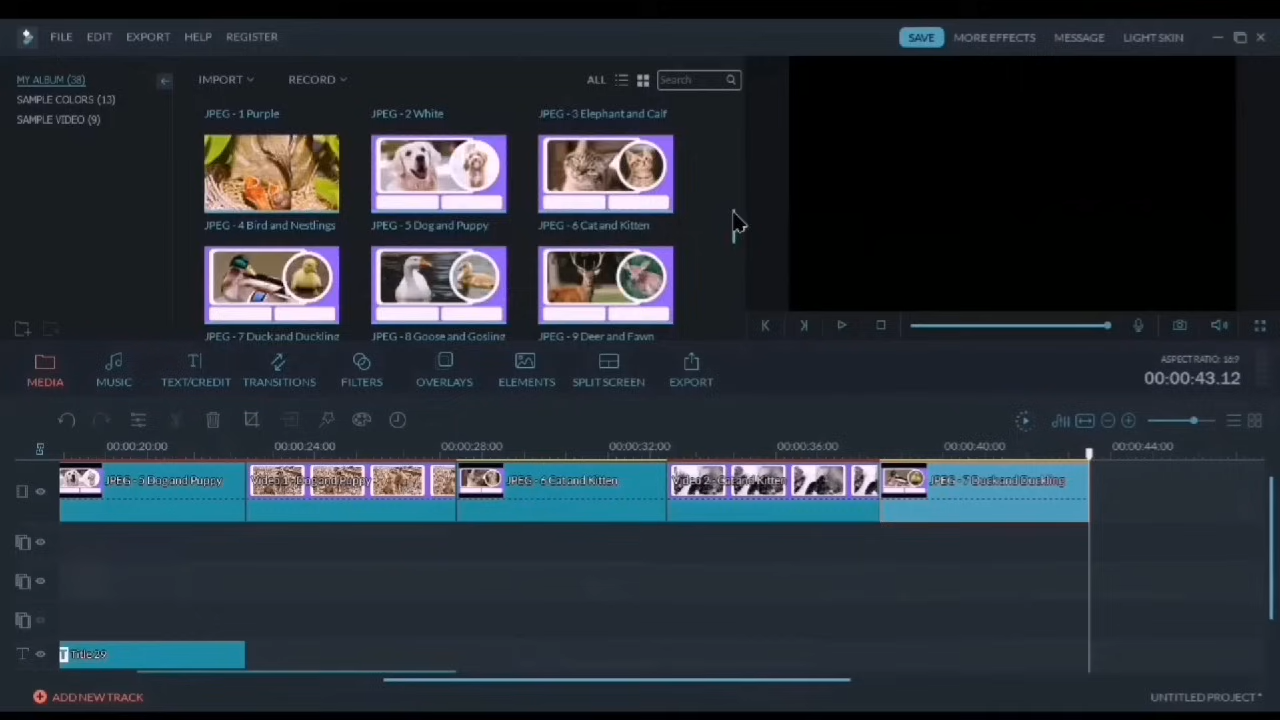 FILE EDIT EXPORT HELP REGISTER
SAVE MORE EFFECTS MESSAGE LIGHT SKIN
MY ALBUM (38)
SAMPLE COLORS (13)
SAMPLE VIDEO (9)
IMPORT RECORD ALL Search
JPEG - 1 Purple JPEG - 2 White JPEG - 3 Elephant and Calf
JPEG - 4 Bird and Nestlings JPEG - 5 Dog and Puppy JPEG - 6 Cat and Kitten
JPEG - 7 Duck and Duckling JPEG - 8 Goose and Gosling JPEG - 9 Deer and Fawn
MEDIA MUSIC TEXT/CREDIT TRANSITIONS FILTERS OVERLAYS ELEMENTS SPLIT SCREEN EXPORT
ASPECT RATIO: 16:9
00:00:43.12
00:00:20:00 00:00:24:00 00:00:28:00 00:00:32:00 00:00:36:00 00:00:40:00 00:00:44:00
JPEG - 5 Dog and Puppy Video 1 - Dog and Puppy JPEG - 6 Cat and Kitten Video 2 - Cat and Kitten JPEG - 7 Duck and Duckling
T Title 29
ADD NEW TRACK
UNTITLED PROJECT*